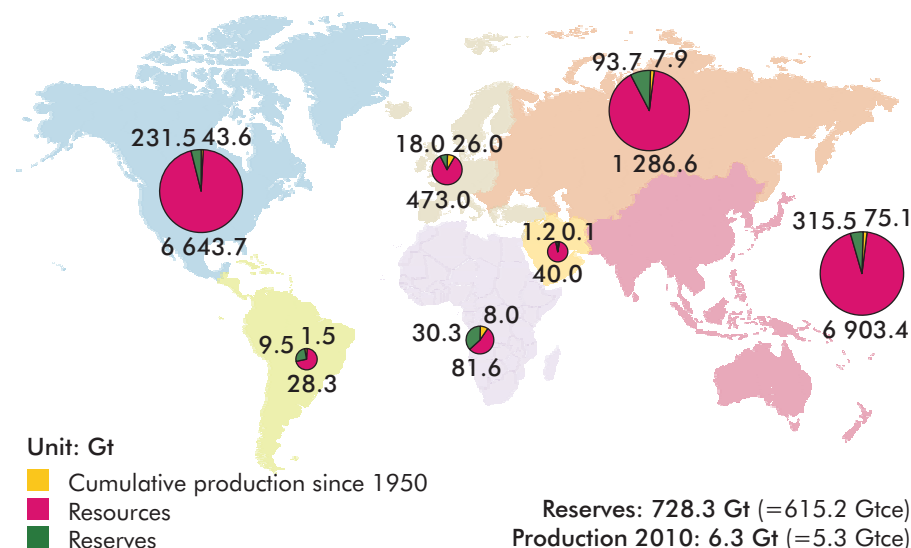 93.7 7.9
1 286.6
231.5 43.6
6 643.7
18.0 26.0
473.0
1.2 0.1
40.0
315.5 75.1
6 903.4
30.3 8.0
81.6
9.5 1.5
28.3
Unit: Gt
Cumulative production since 1950
Resources
Reserves
Reserves: 728.3 Gt (=615.2 Gtce)
Production 2010: 6.3 Gt (=5.3 Gtce)